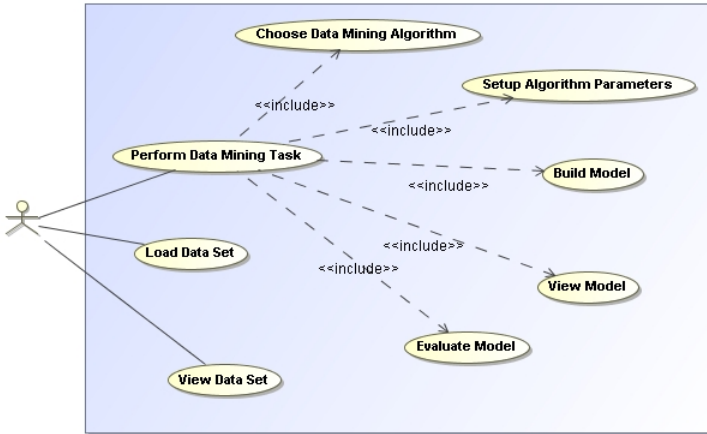 Choose Data Mining Algorithm
Setup Algorithm Parameters
<<include>>
<<include>>
Perform Data Mining Task
Build Model
<<include>>
Load Data Set
<<include>>
<<include>>
View Model
Evaluate Model
View Data Set